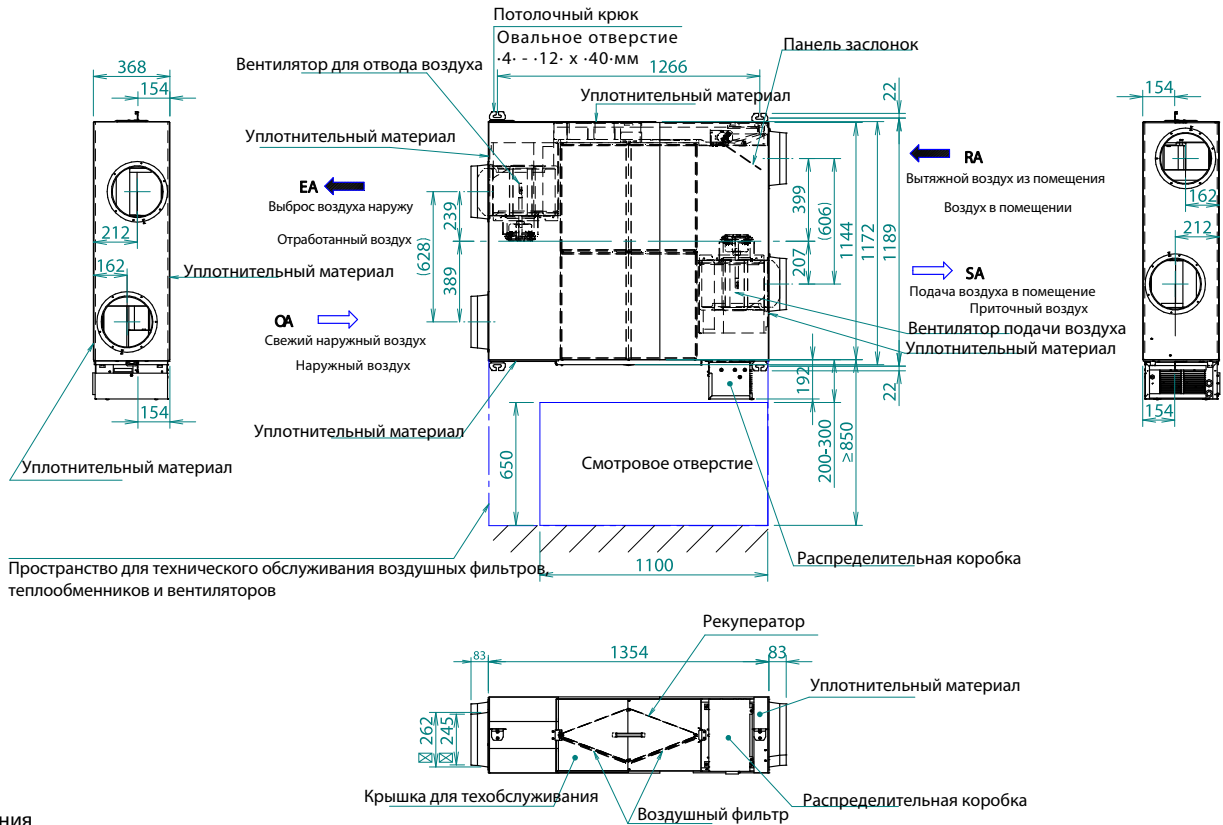 Потолочный крюк
Овальное отверстие
·4· - ·12· x ·40·мм
1266
Панель заслонок
Вентилятор для отвода воздуха
368
154
22
154
Уплотнительный материал
Уплотнительный материал
EA
Выброс воздуха наружу
Отработанный воздух
239
(628)
389
399
(606)
207
1144
1172
1189
RA
Вытяжной воздух из помещения
Воздух в помещении
162
212
212
162
Уплотнительный материал
SA
Подача воздуха в помещение
Приточный воздух
OA
Свежий наружный воздух
Наружный воздух
Вентилятор подачи воздуха
Уплотнительный материал
192
22
154
154
Уплотнительный материал
Уплотнительный материал
650
Смотровое отверстие
200-300
≥850
Пространство для технического обслуживания воздушных фильтров,
теплообменников и вентиляторов
1100
Распределительная коробка
Рекуператор
83
1354
83
Уплотнительный материал
262
245
Крышка для техобслуживания
Воздушный фильтр
Распределительная коробка
ния